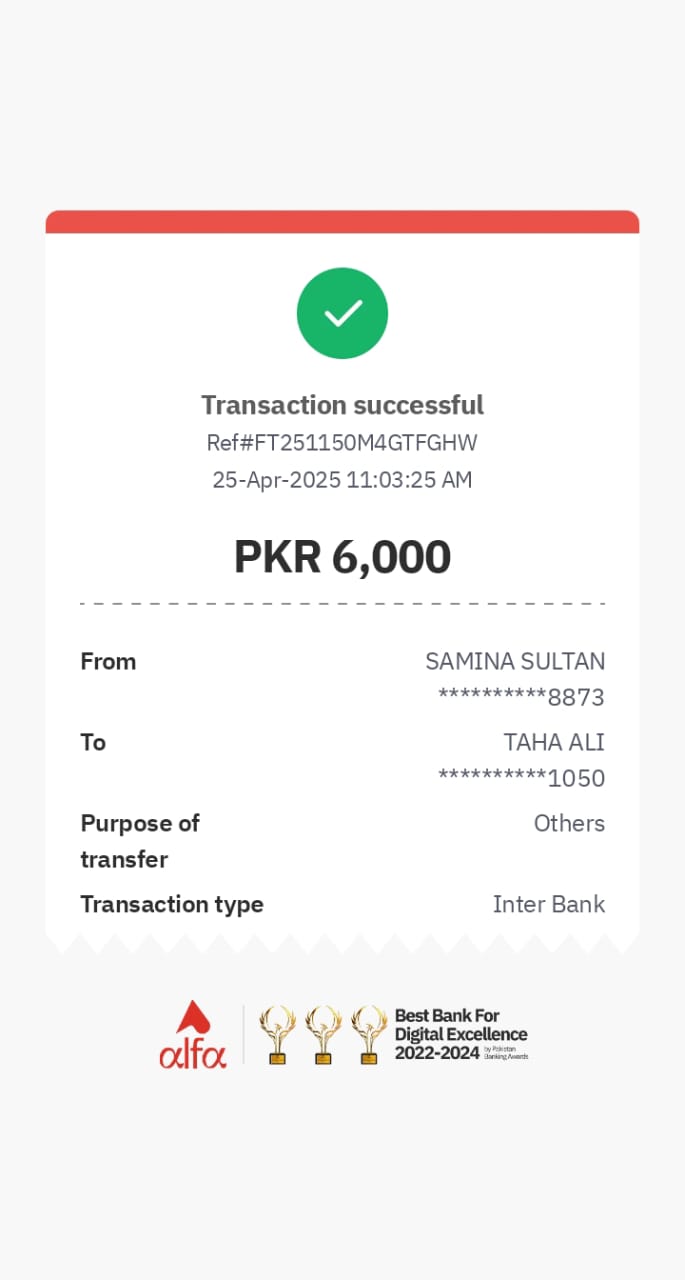 Transaction successful
Ref#FT251150M4GTFGHW
25-Apr-2025 11:03:25 AM
PKR 6,000
From SAMINA SULTAN
**********8873
To TAHA ALI
**********1050
Purpose of transfer Others
Transaction type Inter Bank
alfa
Best Bank For
Digital Excellence
2022-2024 by Pakistan Banking Awards